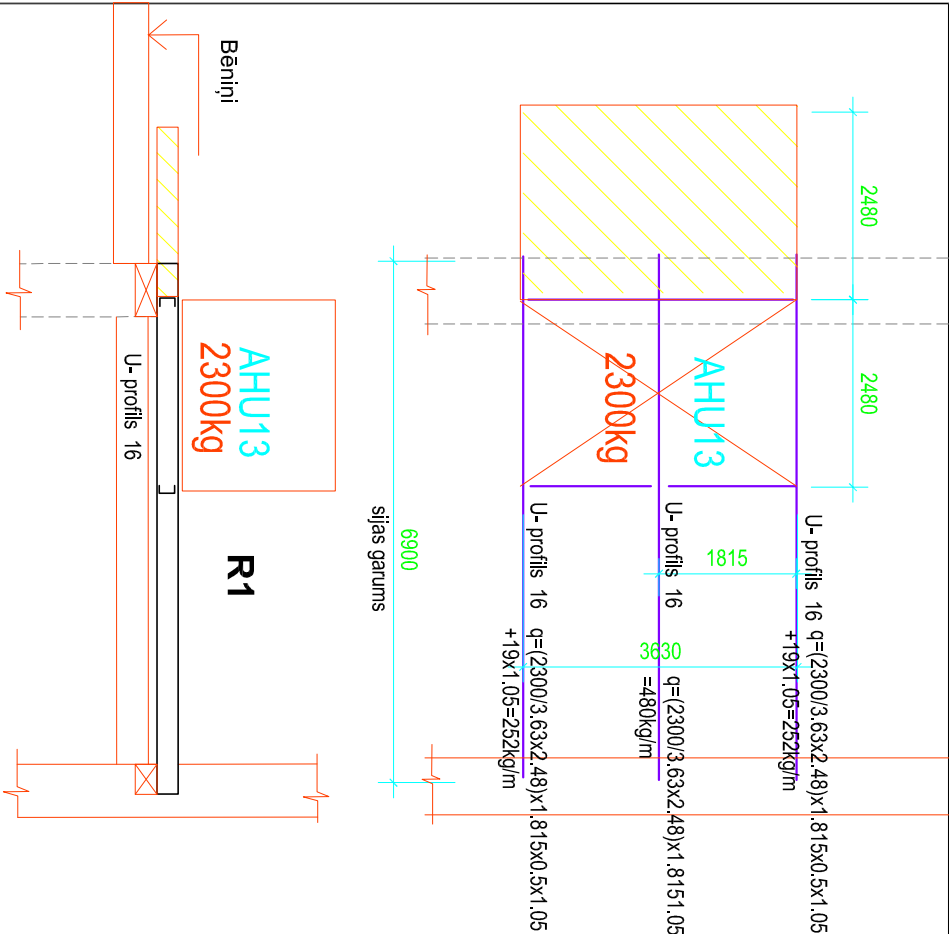 Bēniņi
2480
2480
AHU13
2300kg
U- profils 16 q=(2300/3.63x2.48)x1.815x0.5x1.05
+19x1.05=252kg/m
1815
U- profils 16 q=(2300/3.63x2.48)x1.8151.05
=480kg/m
3630
U- profils 16 q=(2300/3.63x2.48)x1.815x0.5x1.05
+19x1.05=252kg/m
6900
sijas garums
AHU13
2300kg
U- profils 16
R1